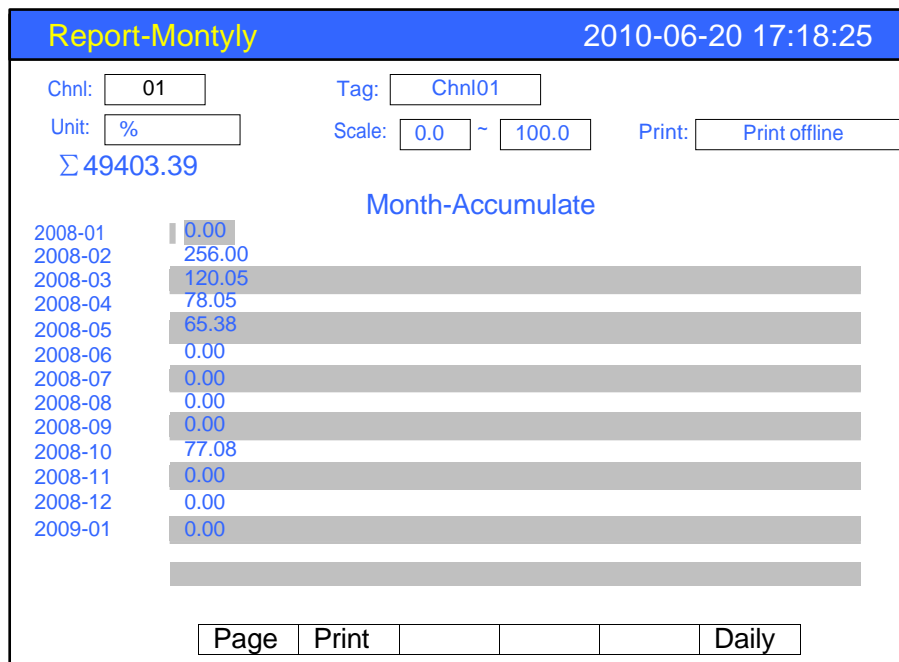 Report-Montyly 2010-06-20 17:18:25
Chnl: 01 Tag: Chnl01
Unit: % Scale: 0.0 ~ 100.0 Print: Print offline
∑49403.39
Month-Accumulate
2008-01 0.00
2008-02 256.00
2008-03 120.05
2008-04 78.05
2008-05 65.38
2008-06 0.00
2008-07 0.00
2008-08 0.00
2008-09 0.00
2008-10 77.08
2008-11 0.00
2008-12 0.00
2009-01 0.00
Page Print Daily